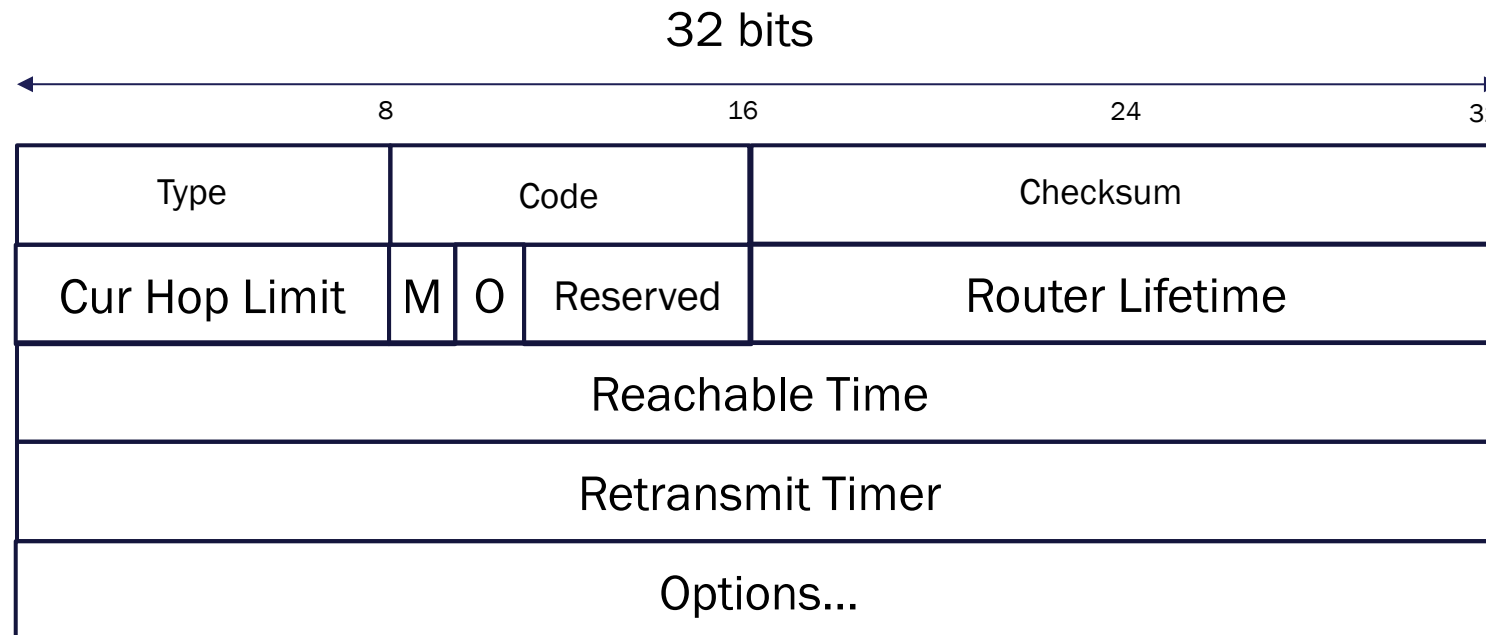 32 bits
8 16 24
Type Code Checksum
Cur Hop Limit M O Reserved Router Lifetime
Reachable Time
Retransmit Timer
Options...